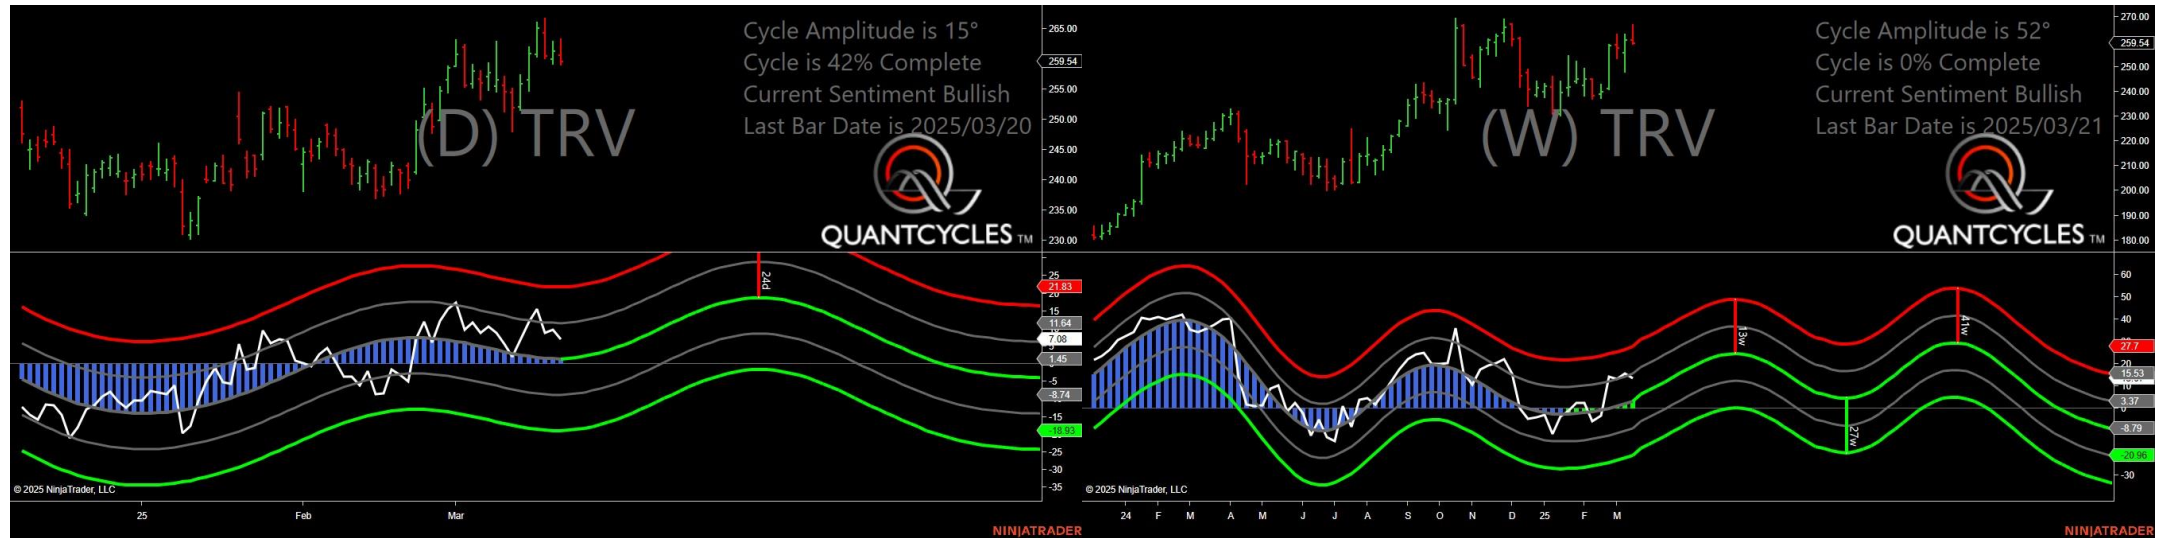 Cycle Amplitude is 15°
Cycle is 42% Complete
Current Sentiment Bullish
Last Bar Date is 2025/03/20
(D) TRV
QUANTCYCLES TM
265.00
259.54
255.00
250.00
245.00
240.00
235.00
230.00
24d
25
21.83
20
15
11.64
7.08
1.45
-5
-8.74
-15
-18.93
-25
-30
-35
© 2025 NinjaTrader, LLC
25 Feb Mar
NINJATRADER
Cycle Amplitude is 52°
Cycle is 0% Complete
Current Sentiment Bullish
Last Bar Date is 2025/03/21
(W) TRV
QUANTCYCLES TM
270.00
259.54
250.00
240.00
230.00
220.00
210.00
200.00
190.00
180.00
13w
27w
41w
60
50
40
27.7
20
15.53
10
3.37
0
-8.79
-20.96
-30
© 2025 NinjaTrader, LLC
24 F M A M J J A S O N D 25 F M
NINJATRADER